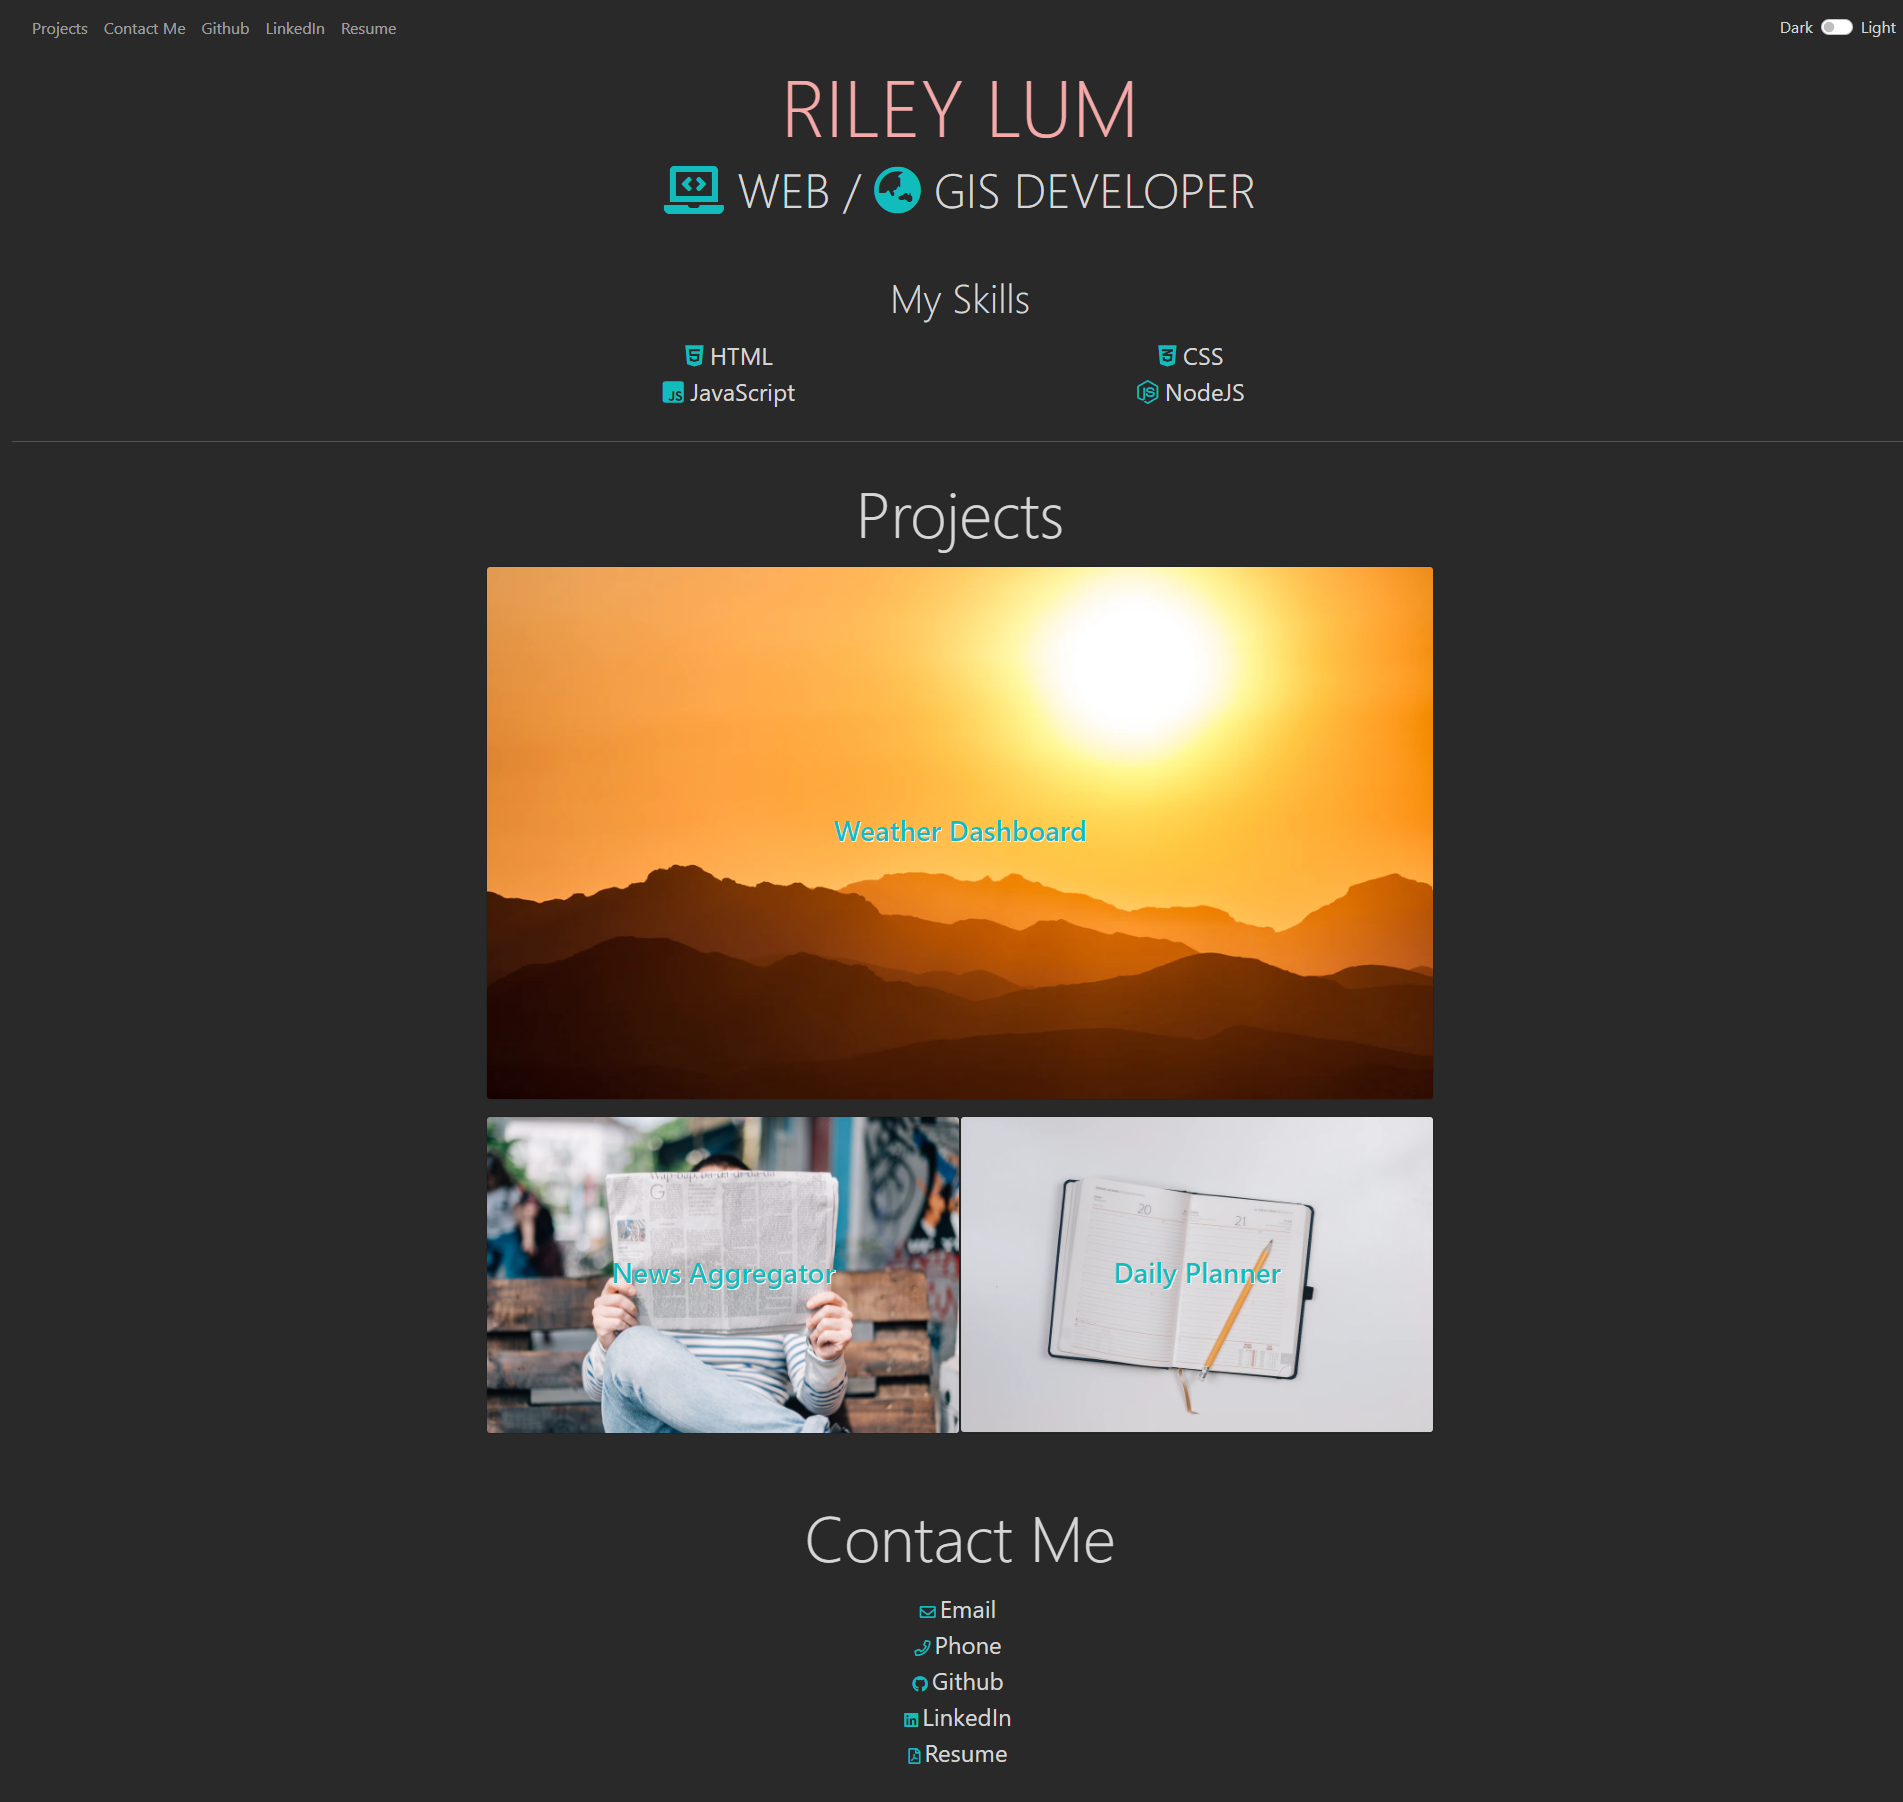 Projects Contact Me Github LinkedIn Resume Dark Light
RILEY LUM
WEB / GIS DEVELOPER
My Skills
HTML CSS
JavaScript NodeJS
Projects
Weather Dashboard
G
20
21
News Aggregator Daily Planner
Contact Me
Email
Phone
Github
LinkedIn
Resume